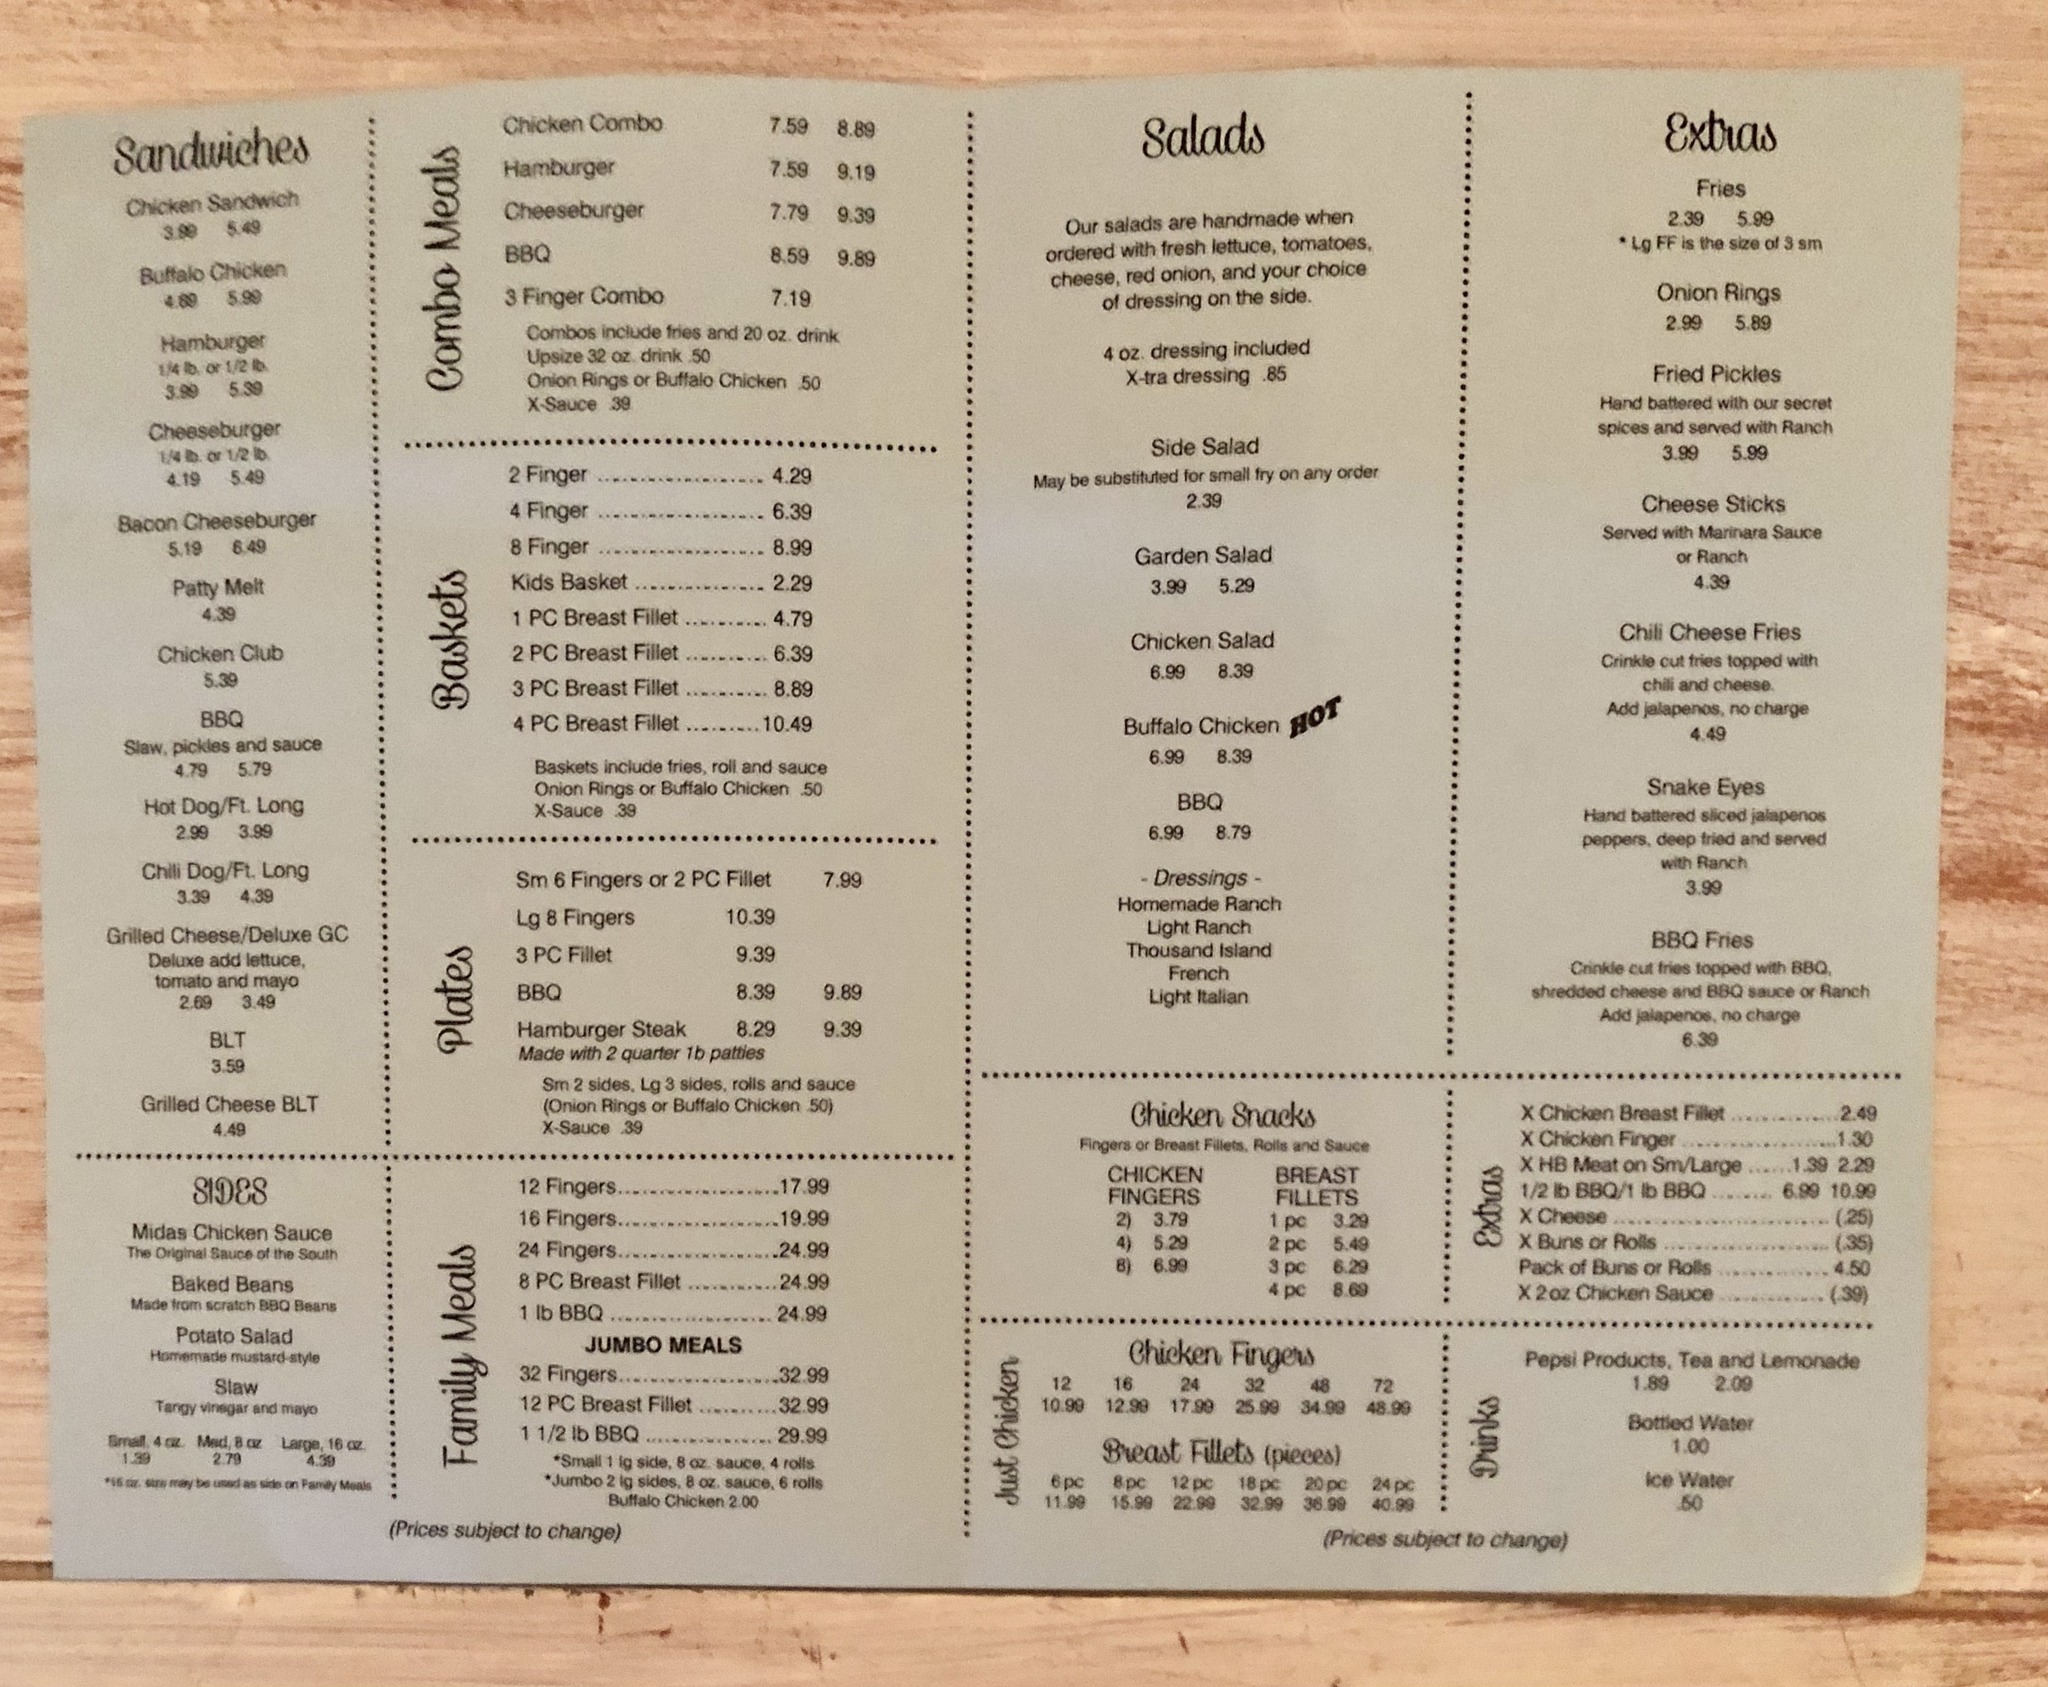 Sandwiches
Chicken Sandwich
3.99 5.49
Buffalo Chicken
4.69 5.99
Hamburger
1/4 lb. or 1/2 lb.
3.99 5.39
Cheeseburger
1/4 lb. or 1/2 lb.
4.19 5.49
Bacon Cheeseburger
5.19 6.49
Patty Melt
4.39
Chicken Club
5.39
BBQ
Slaw, pickles and sauce
4.79 5.79
Hot Dog/Ft. Long
2.99 3.99
Chili Dog/Ft. Long
3.39 4.39
Grilled Cheese/Deluxe GC
Deluxe add lettuce,
tomato and mayo
2.69 3.49
BLT
3.59
Grilled Cheese BLT
4.49
SIDES
Midas Chicken Sauce
The Original Sauce of the South
Baked Beans
Made from scratch BBQ Beans
Potato Salad
Homemade mustard-style
Slaw
Tangy vinegar and mayo
Small, 4 oz. Med, 8 oz Large, 16 oz.
1.39 2.79 4.39
*16 oz. size may be used as side on Family Meals
Combo Meals
Chicken Combo 7.59 8.89
Hamburger 7.59 9.19
Cheeseburger 7.79 9.39
BBQ 8.59 9.89
3 Finger Combo 7.19
Combos include fries and 20 oz. drink
Upsize 32 oz. drink .50
Onion Rings or Buffalo Chicken .50
X-Sauce .39
Baskets
2 Finger ........................ 4.29
4 Finger ........................ 6.39
8 Finger ........................ 8.99
Kids Basket ................... 2.29
1 PC Breast Fillet ........... 4.79
2 PC Breast Fillet ........... 6.39
3 PC Breast Fillet ........... 8.89
4 PC Breast Fillet ..........10.49
Baskets include fries, roll and sauce
Onion Rings or Buffalo Chicken .50
X-Sauce .39
Plates
Sm 6 Fingers or 2 PC Fillet 7.99
Lg 8 Fingers 10.39
3 PC Fillet 9.39
BBQ 8.39 9.89
Hamburger Steak 8.29 9.39
Made with 2 quarter 1b patties
Sm 2 sides, Lg 3 sides, rolls and sauce
(Onion Rings or Buffalo Chicken .50)
X-Sauce .39
Family Meals
12 Fingers.......................17.99
16 Fingers.......................19.99
24 Fingers.......................24.99
8 PC Breast Fillet .............24.99
1 lb BBQ ....................... 24.99
JUMBO MEALS
32 Fingers.......................32.99
12 PC Breast Fillet ...........32.99
1 1/2 lb BBQ .................. 29.99
*Small 1 lg side, 8 oz. sauce, 4 rolls
*Jumbo 2 lg sides, 8 oz. sauce, 6 rolls
Buffalo Chicken 2.00
(Prices subject to change)
Salads
Our salads are handmade when
ordered with fresh lettuce, tomatoes,
cheese, red onion, and your choice
of dressing on the side.
4 oz. dressing included
X-tra dressing .85
Side Salad
May be substituted for small fry on any order
2.39
Garden Salad
3.99 5.29
Chicken Salad
6.99 8.39
Buffalo Chicken HOT
6.99 8.39
BBQ
6.99 8.79
- Dressings -
Homemade Ranch
Light Ranch
Thousand Island
French
Light Italian
Extras
Fries
2.39 5.99
* Lg FF is the size of 3 sm
Onion Rings
2.99 5.89
Fried Pickles
Hand battered with our secret
spices and served with Ranch
3.99 5.99
Cheese Sticks
Served with Marinara Sauce
or Ranch
4.39
Chili Cheese Fries
Crinkle cut fries topped with
chili and cheese.
Add jalapenos, no charge
4.49
Snake Eyes
Hand battered sliced jalapenos
peppers, deep fried and served
with Ranch
3.99
BBQ Fries
Crinkle cut fries topped with BBQ,
shredded cheese and BBQ sauce or Ranch
Add jalapenos, no charge
6.39
Chicken Snacks
Fingers or Breast Fillets, Rolls and Sauce
CHICKEN
FINGERS
2) 3.79
4) 5.29
8) 6.99
BREAST
FILLETS
1 pc 3.29
2 pc 5.49
3 pc 6.29
4 pc 8.69
Extras
X Chicken Breast Fillet ...............2.49
X Chicken Finger ......................1.30
X HB Meat on Sm/Large ......1.39 2.29
1/2 lb BBQ/1 lb BBQ ........ 6.99 10.99
X Cheese ................................ (.25)
X Buns or Rolls ........................ (.35)
Pack of Buns or Rolls ............... 4.50
X 2oz Chicken Sauce ............... (.39)
Just Chicken
Chicken Fingers
12 16 24 32 48 72
10.99 12.99 17.99 25.99 34.99 48.99
Breast Fillets (pieces)
6 pc 8 pc 12 pc 18 pc 20 pc 24 pc
11.99 15.99 22.99 32.99 36.99 40.99
Drinks
Pepsi Products, Tea and Lemonade
1.89 2.09
Bottled Water
1.00
Ice Water
.50
(Prices subject to change)